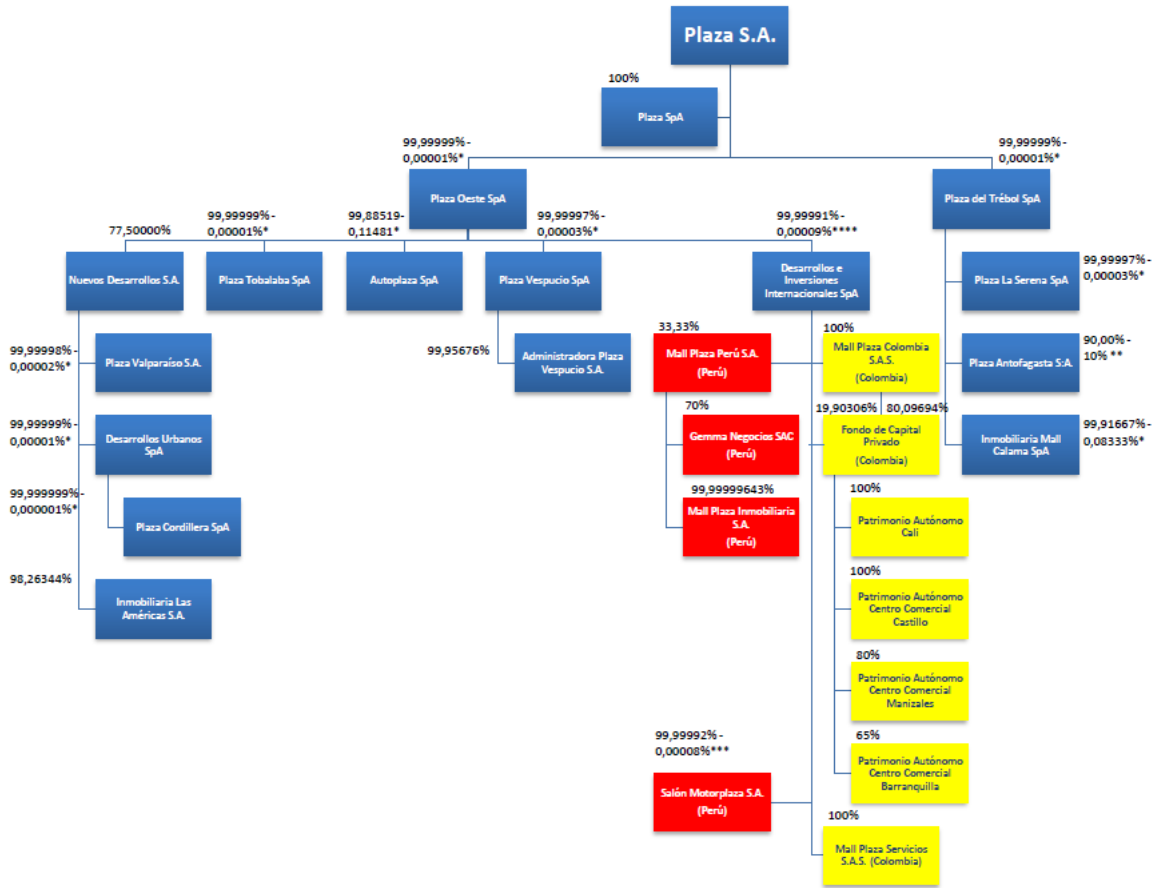 Plaza S.A.
100%
Plaza SpA
99,99999%-
0,00001%*
Plaza Oeste SpA
99,99999%-
0,00001%*
Plaza del Trébol SpA
77,50000%
Nuevos Desarrollos S.A.
99,99999%-
0,00001%*
Plaza Tobalaba SpA
99,88519-
0,11481*
Autoplaza SpA
99,99997%-
0,00003%*
Plaza Vespucio SpA
99,99991%-
0,00009%****
Desarrollos e
Inversiones
Internacionales SpA
Plaza La Serena SpA
99,99997%-
0,00003%*
99,99998%-
0,00002%*
Plaza Valparaíso S.A.
99,95676%
Administradora Plaza
Vespucio S.A.
33,33%
Mall Plaza Perú S.A.
(Perú)
100%
Mall Plaza Colombia
S.A.S.
(Colombia)
Plaza Antofagasta S:A.
90,00%-
10% **
99,99999%-
0,00001%*
Desarrollos Urbanos
SpA
70%
Gemma Negocios SAC
(Perú)
19,90306%
80,09694%
Fondo de Capital
Privado
(Colombia)
Inmobiliaria Mall
Calama SpA
99,91667%-
0,08333%*
99,999999%-
0,000001%*
Plaza Cordillera SpA
99,99999643%
Mall Plaza Inmobiliaria
S.A.
(Perú)
100%
Patrimonio Autónomo
Cali
98,26344%
Inmobiliaria Las
Américas S.A.
100%
Patrimonio Autónomo
Centro Comercial
Castillo
80%
Patrimonio Autónomo
Centro Comercial
Manizales
99,99992%-
0,00008%***
Salón Motorplaza S.A.
(Perú)
65%
Patrimonio Autónomo
Centro Comercial
Barranquilla
100%
Mall Plaza Servicios
S.A.S. (Colombia)